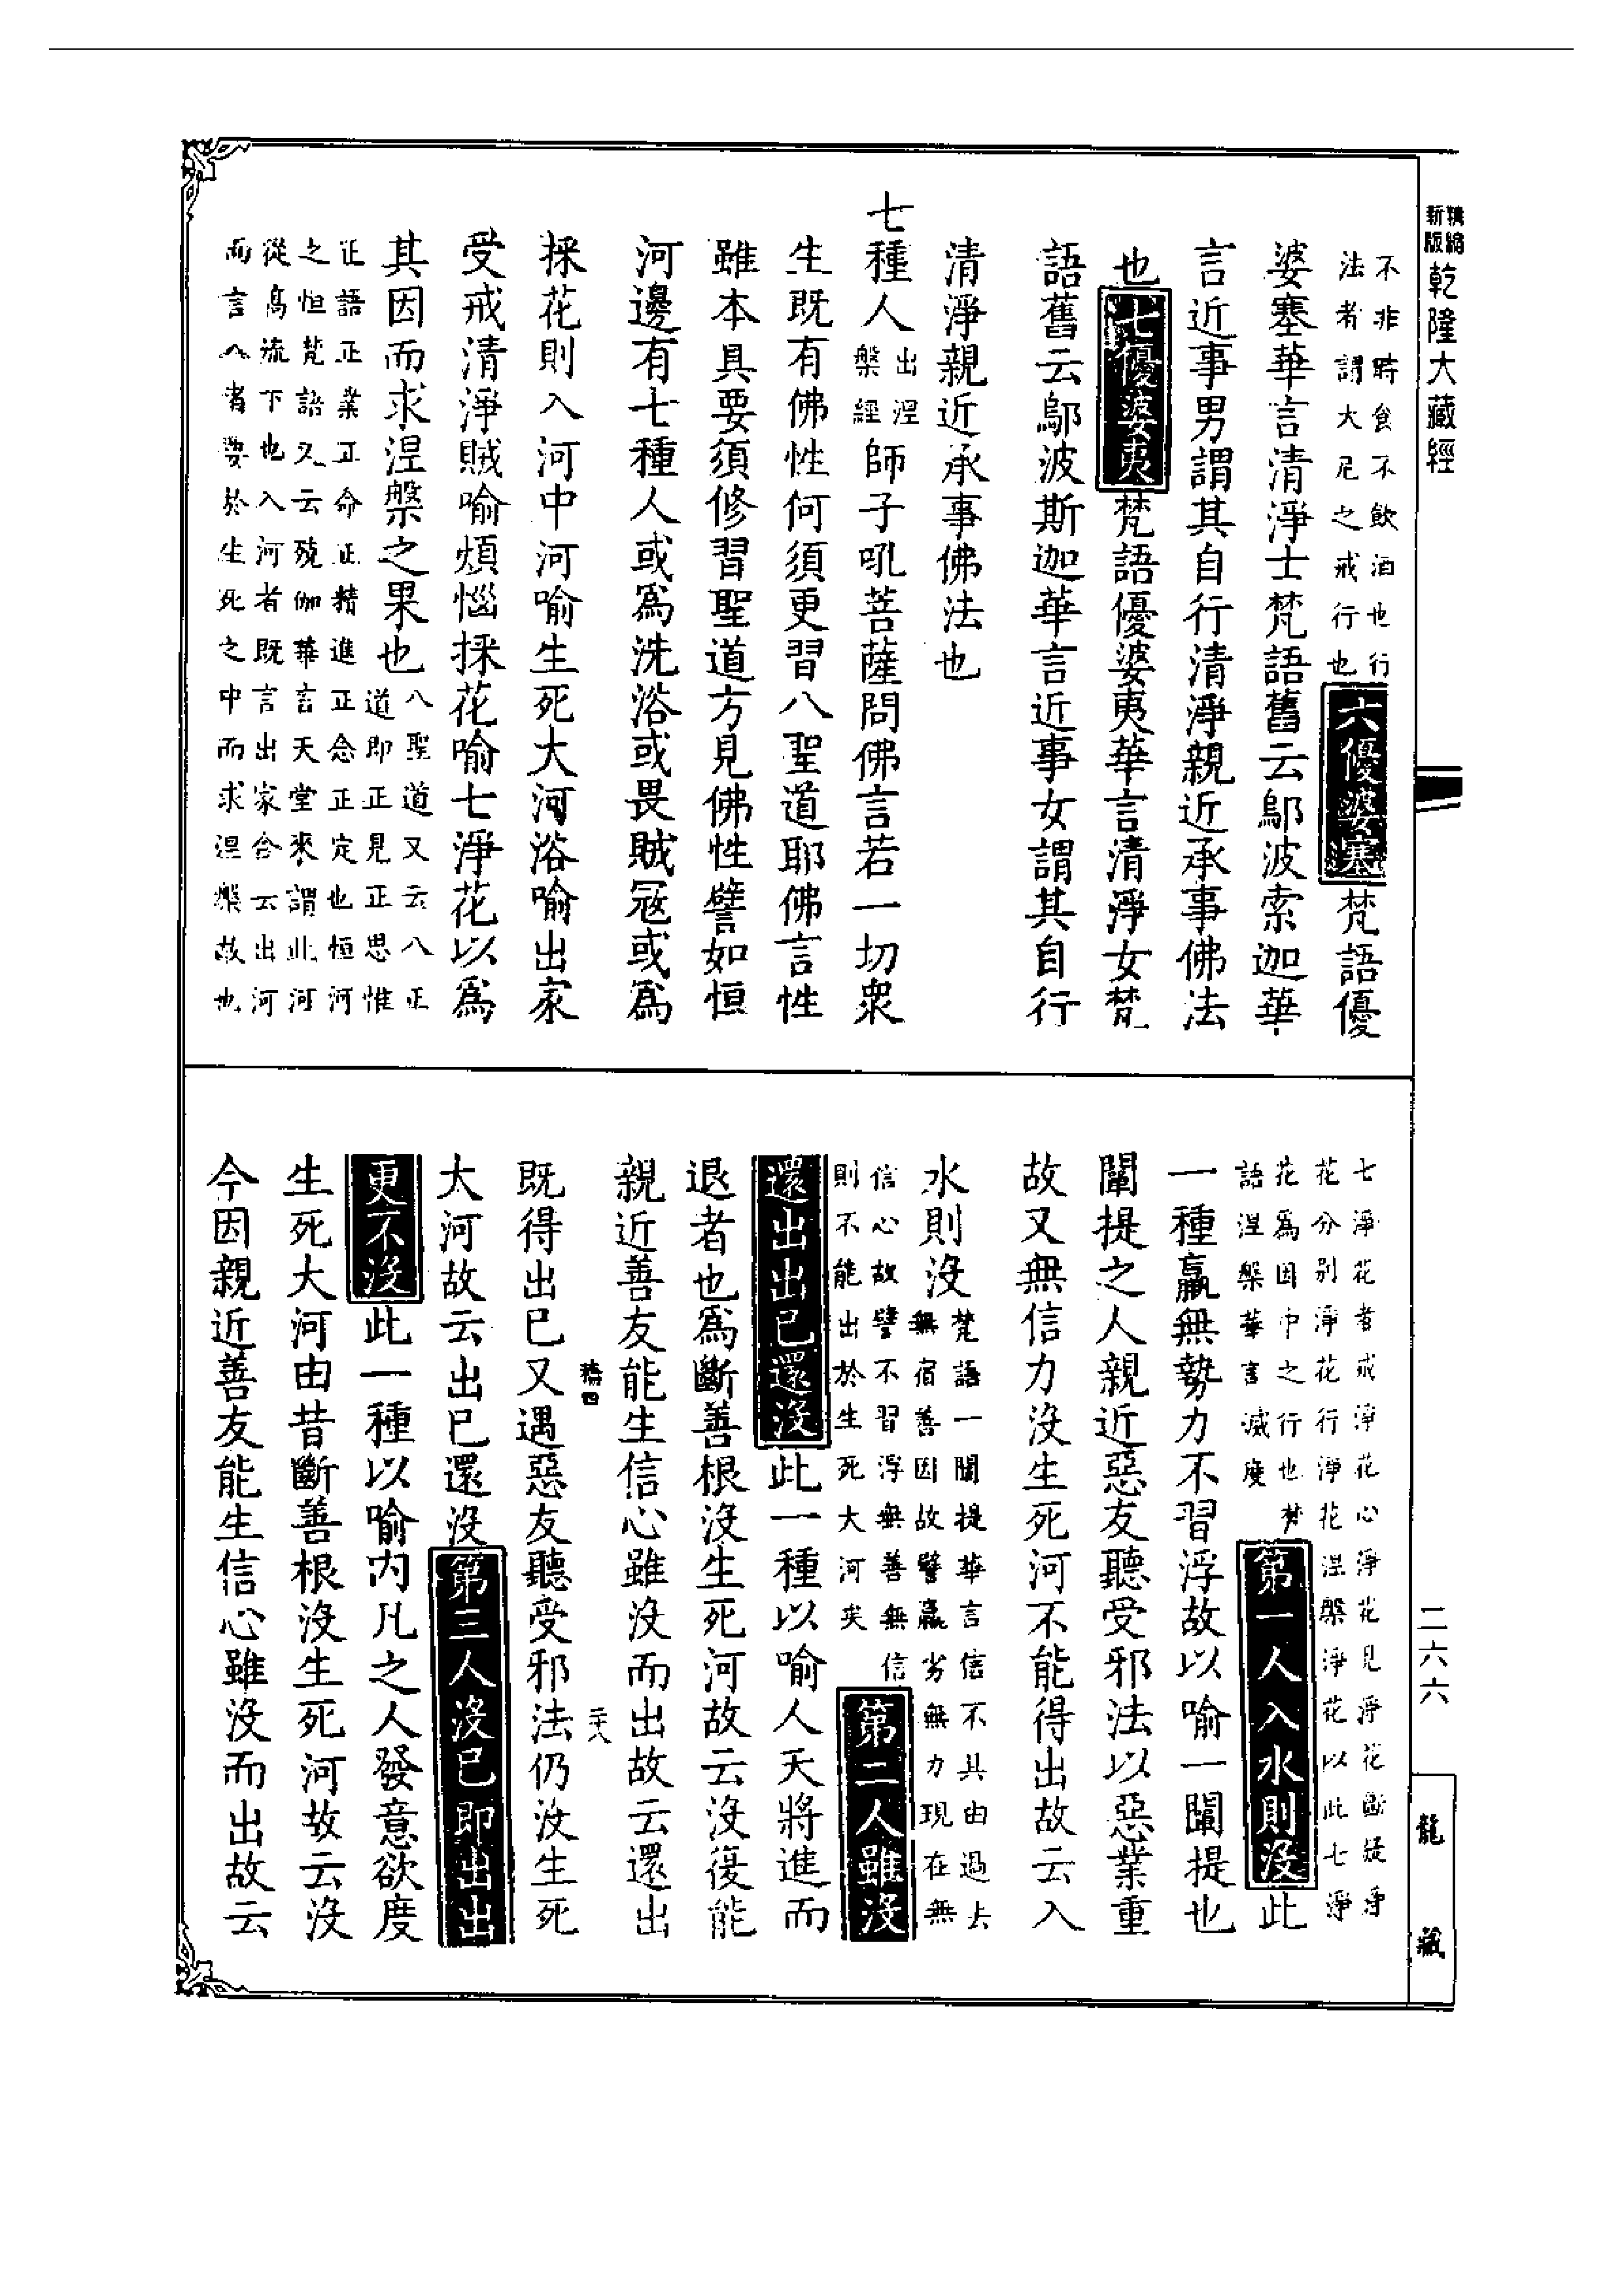 精縮
新版
乾隆大藏經
不非時食不飲酒也行
法者謂大尼之戒行也
六優婆塞梵語優
婆塞華言清淨士梵語舊云鄔波索迦華
言近事男謂其自行清淨親近承事佛法
也七優婆夷梵語優婆夷華言清淨女梵
語舊云鄔波斯迦華言近事女謂其自行
清淨親近承事佛法也
七種人
出涅
槃經
師子吼菩薩問佛言若一切衆
生既有佛性何須更習八聖道耶佛言性
雖本具要須修習聖道方見佛性譬如恒
河邊有七種人或爲洗浴或畏賊寇或爲
採花則入河中河喻生死大河浴喻出家
受戒清淨賊喻煩惱採花喻七淨花以爲
其因而求涅槃之果也
八聖道又云八正
道即正見正思惟
正語正業正命正精進正念正定也恒河
之恒梵語又云殑伽華言天堂來謂此河
從高流下也入河者既言出家合云出河
而言入者要於生死之中而求涅槃故也
七淨花者戒淨花心淨花見淨花斷疑淨
花分別淨花行淨花涅槃淨花以此七淨
花爲因中之行也梵
語涅槃華言滅度
第一人入水則沒此
一種羸無勢力不習浮故以喻一闡提也
闡提之人親近惡友聽受邪法以惡業重
故又無信力沒生死河不能得出故云入
水則沒
梵語一闡提華言信不具由過去
無宿善因故譬羸劣無力現在無
信心故譬不習浮無善無信
則不能出於生死大河矣
第二人雖沒
還出出已還沒此一種以喻人天將進而
退者也爲斷善根沒生死河故云沒復能
親近善友能生信心雖沒而出故云還出
稿四
二十八
既得出已又遇惡友聽受邪法仍沒生死
大河故云出已還沒第三人沒已即出出
更不沒此一種以喻内凡之人發意欲度
生死大河由昔斷善根沒生死河故云沒
今因親近善友能生信心雖沒而出故云
二六六
龍藏